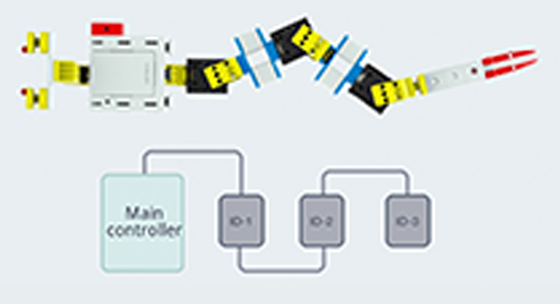 Main
controller
ID-1
ID-2
ID-3